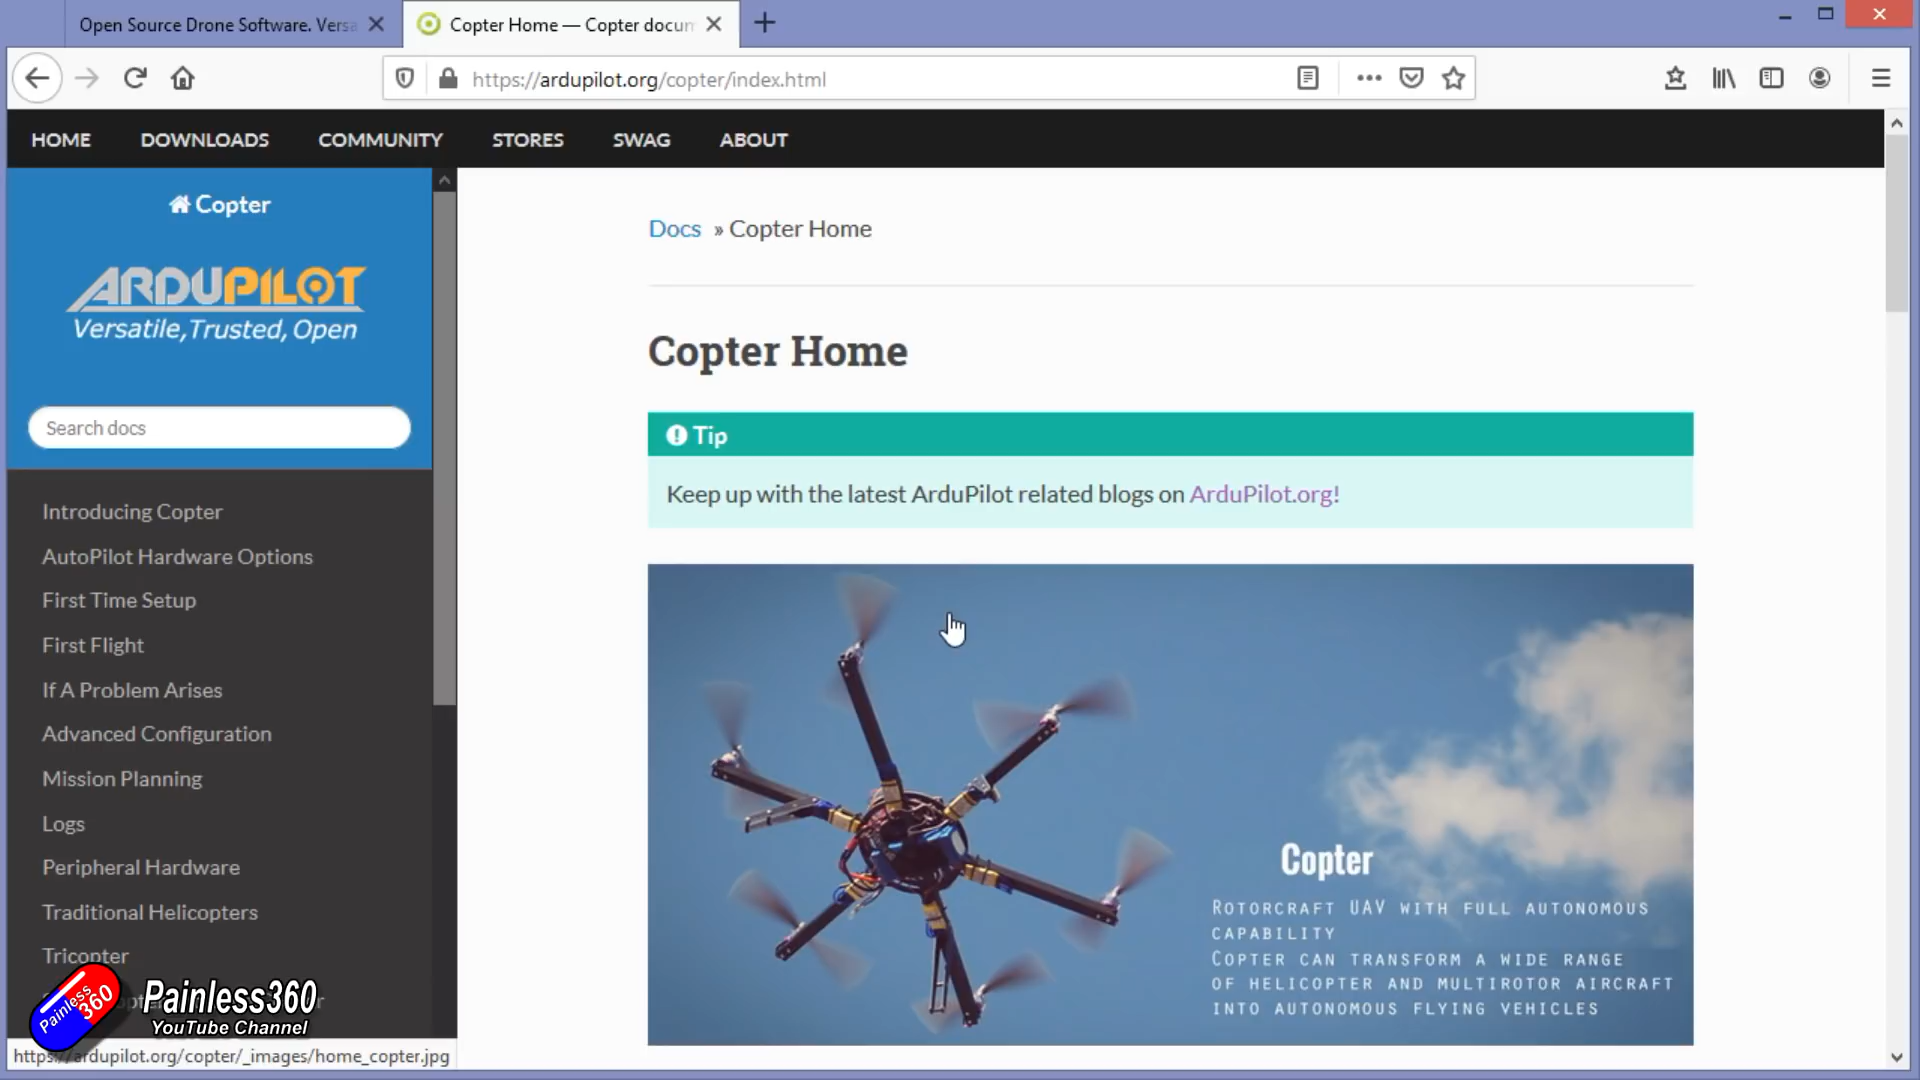 Open Source Drone Software. Versa
Copter Home — Copter docum
https://ardupilot.org/copter/index.html
HOME DOWNLOADS COMMUNITY STORES SWAG ABOUT
Copter
ARDUPILOT
Versatile, Trusted, Open
Search docs
Introducing Copter
AutoPilot Hardware Options
First Time Setup
First Flight
If A Problem Arises
Advanced Configuration
Mission Planning
Logs
Peripheral Hardware
Traditional Helicopters
Tricopter
Docs » Copter Home
Copter Home
Tip
Keep up with the latest ArduPilot related blogs on ArduPilot.org!
Copter
ROTORCRAFT UAV WITH FULL AUTONOMOUS
CAPABILITY
COPTER CAN TRANSFORM A WIDE RANGE
OF HELICOPTER AND MULTIROTOR AIRCRAFT
INTO AUTONOMOUS FLYING VEHICLES
Painless
360
Painless360
YouTube Channel
https://ardupilot.org/copter/_images/home_copter.jpg